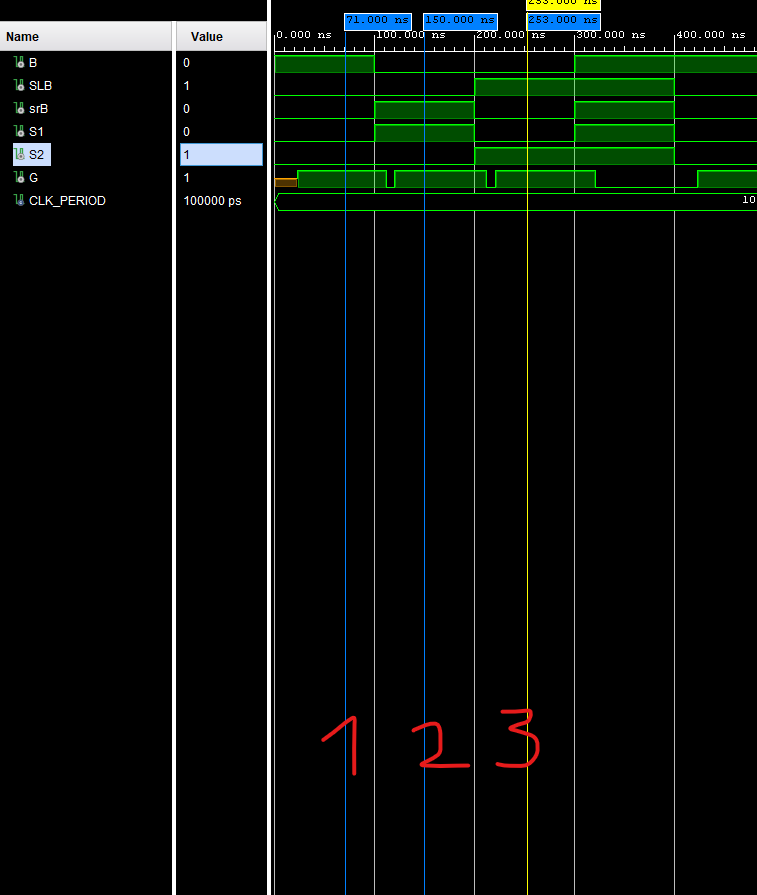 233.000 ns
71.000 ns 150.000 ns 253.000 ns
Name Value
0.000 ns 100.000 ns 200.000 ns 300.000 ns 400.000 ns
B 0
SLB 1
srB 0
S1 0
S2 1
G 1
CLK_PERIOD 100000 ps 10
1 2 3